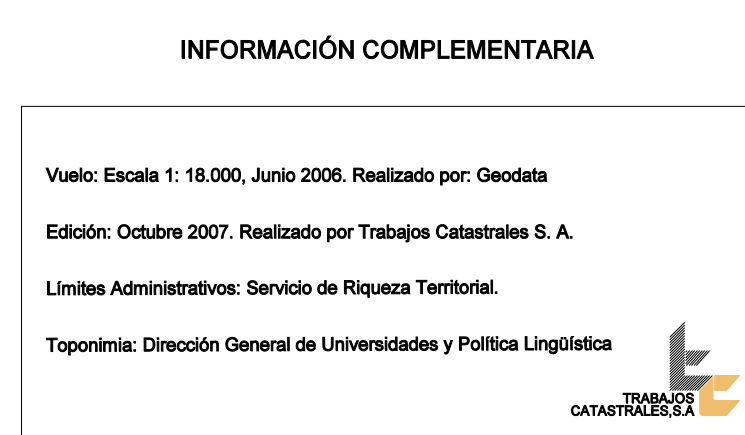 INFORMACIÓN COMPLEMENTARIA
Vuelo: Escala 1: 18.000, Junio 2006. Realizado por: Geodata
Edición: Octubre 2007. Realizado por Trabajos Catastrales S. A.
Límites Administrativos: Servicio de Riqueza Territorial.
Toponimia: Dirección General de Universidades y Política Lingüística
TRABAJOS
CATASTRALES,S.A